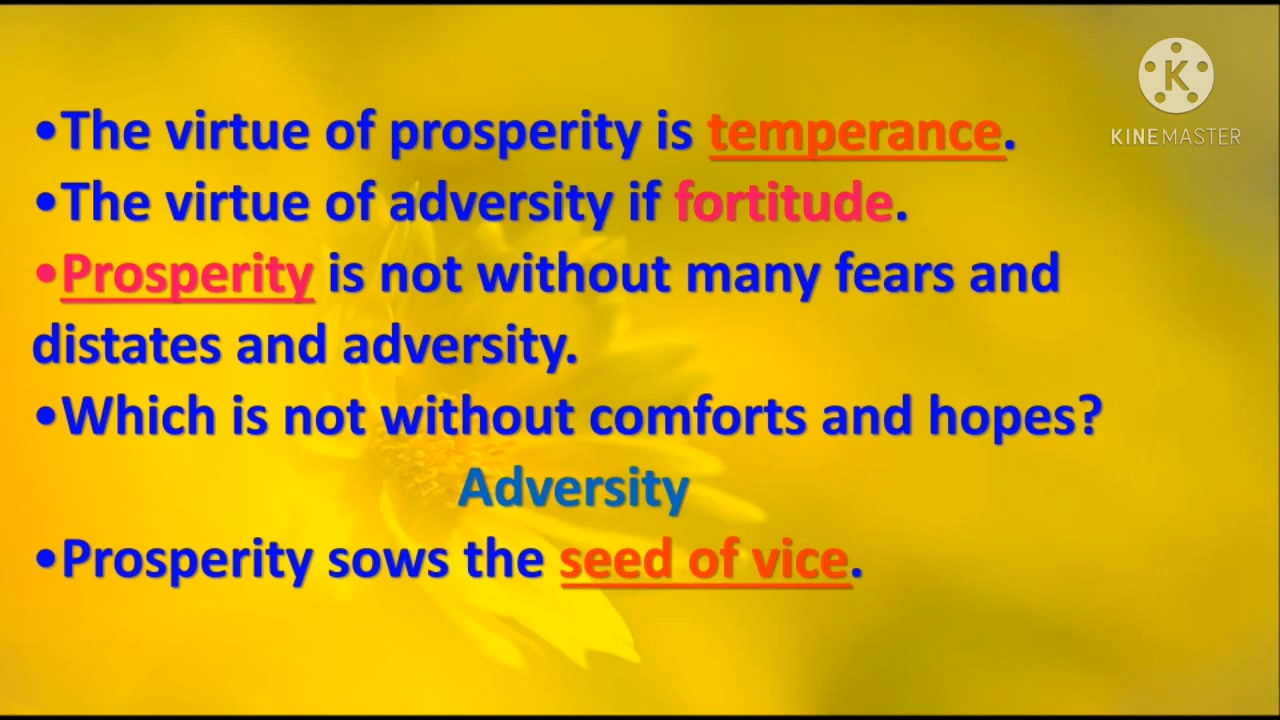 •The virtue of prosperity is temperance.
•The virtue of adversity if fortitude.
•Prosperity is not without many fears and
distates and adversity.
•Which is not without comforts and hopes?
Adversity
•Prosperity sows the seed of vice.
K
KINEMASTER